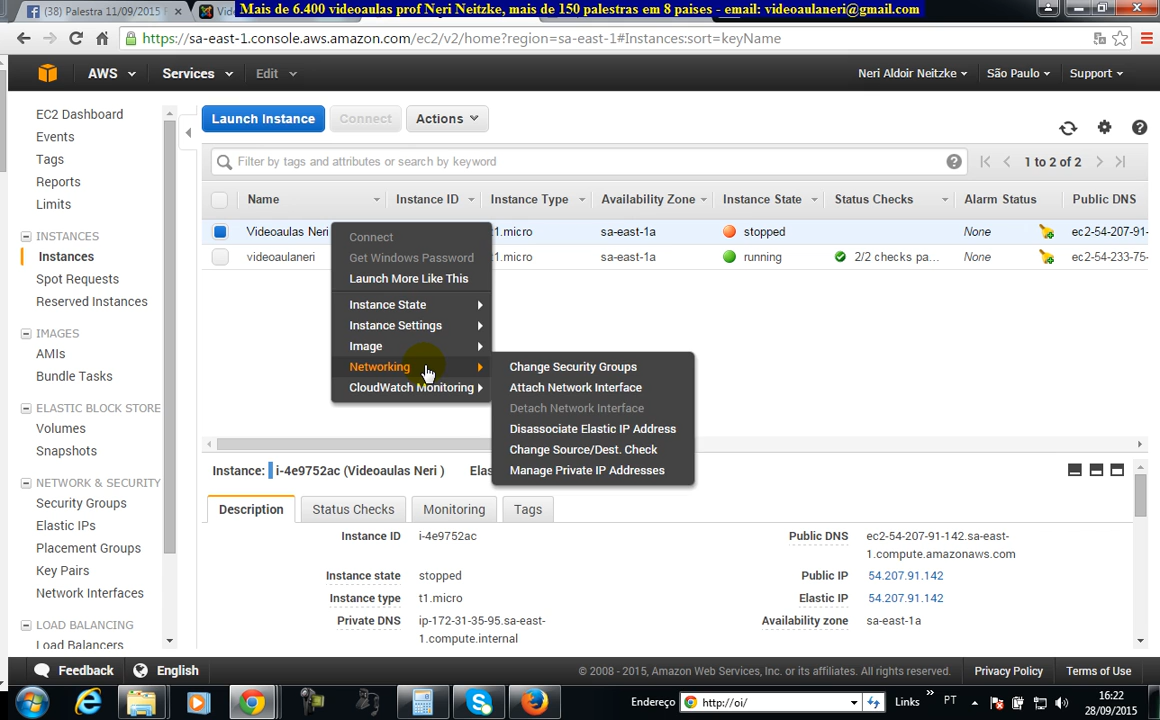 (38) Palestra 11/09/2015
Víd
Mais de 6.400 videoaulas prof Neri Neitzke, mais de 150 palestras em 8 paises - email: videoaulaneri@gmail.com
https://sa-east-1.console.aws.amazon.com/ec2/v2/home?region=sa-east-1#Instances:sort=keyName
AWS Services Edit Neri Aldoir Neitzke São Paulo Support
EC2 Dashboard
Events
Tags
Reports
Limits
INSTANCES
Instances
Spot Requests
Reserved Instances
IMAGES
AMIs
Bundle Tasks
ELASTIC BLOCK STORE
Volumes
Snapshots
NETWORK & SECURITY
Security Groups
Elastic IPs
Placement Groups
Key Pairs
Network Interfaces
LOAD BALANCING
Load Balancers
Launch Instance Connect Actions
Filter by tags and attributes or search by keyword
1 to 2 of 2
Name Instance ID Instance Type Availability Zone Instance State Status Checks Alarm Status Public DNS
Videoaulas Neri t1.micro sa-east-1a stopped None ec2-54-207-91-
videoaulaneri t1.micro sa-east-1a running 2/2 checks pa... None ec2-54-233-75-
Connect
Get Windows Password
Launch More Like This
Instance State
Instance Settings
Image
Networking
CloudWatch Monitoring
Change Security Groups
Attach Network Interface
Detach Network Interface
Disassociate Elastic IP Address
Change Source/Dest. Check
Manage Private IP Addresses
Instance: i-4e9752ac (Videoaulas Neri ) Elas
Description Status Checks Monitoring Tags
Instance ID i-4e9752ac
Public DNS ec2-54-207-91-142.sa-east-
1.compute.amazonaws.com
Instance state stopped
Public IP 54.207.91.142
Instance type t1.micro
Elastic IP 54.207.91.142
Private DNS ip-172-31-35-95.sa-east-
1.compute.internal
Availability zone sa-east-1a
Feedback English
© 2008 - 2015, Amazon Web Services, Inc. or its affiliates. All rights reserved. Privacy Policy Terms of Use
Endereço http://oi/ Links » PT
16:22
28/09/2015